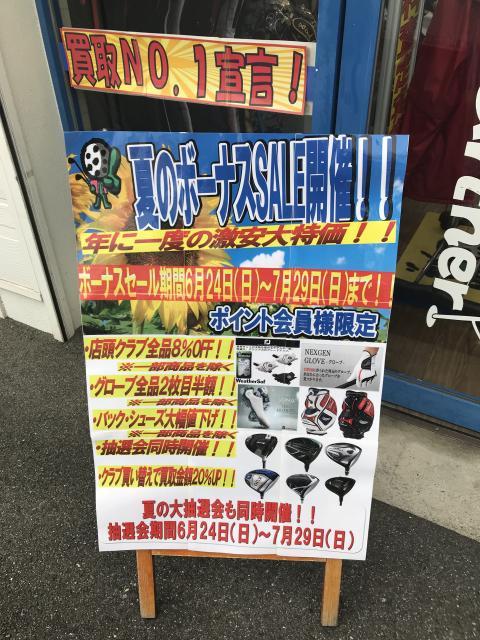 買取NO.1宣言！
夏のボーナスSALE開催！！
年に一度の激安大特価！！
ボーナスセール期間6月24日(日)〜7月29日(日)まで！！
ポイント会員様限定
・店頭クラブ全品8%OFF！！
※一部商品を除く
・グローブ全品2枚目半額！！
※一部商品を除く
・バック・シューズ大幅値下げ！！
※一部商品を除く
・抽選会同時開催！！
・クラブ買い替えで買取金額20%UP！！
WeatherSof
NEXGEN
GLOVE -グローブ-
夏の大抽選会も同時開催！！
抽選会期間6月24日(日)〜7月29日(日)
artner